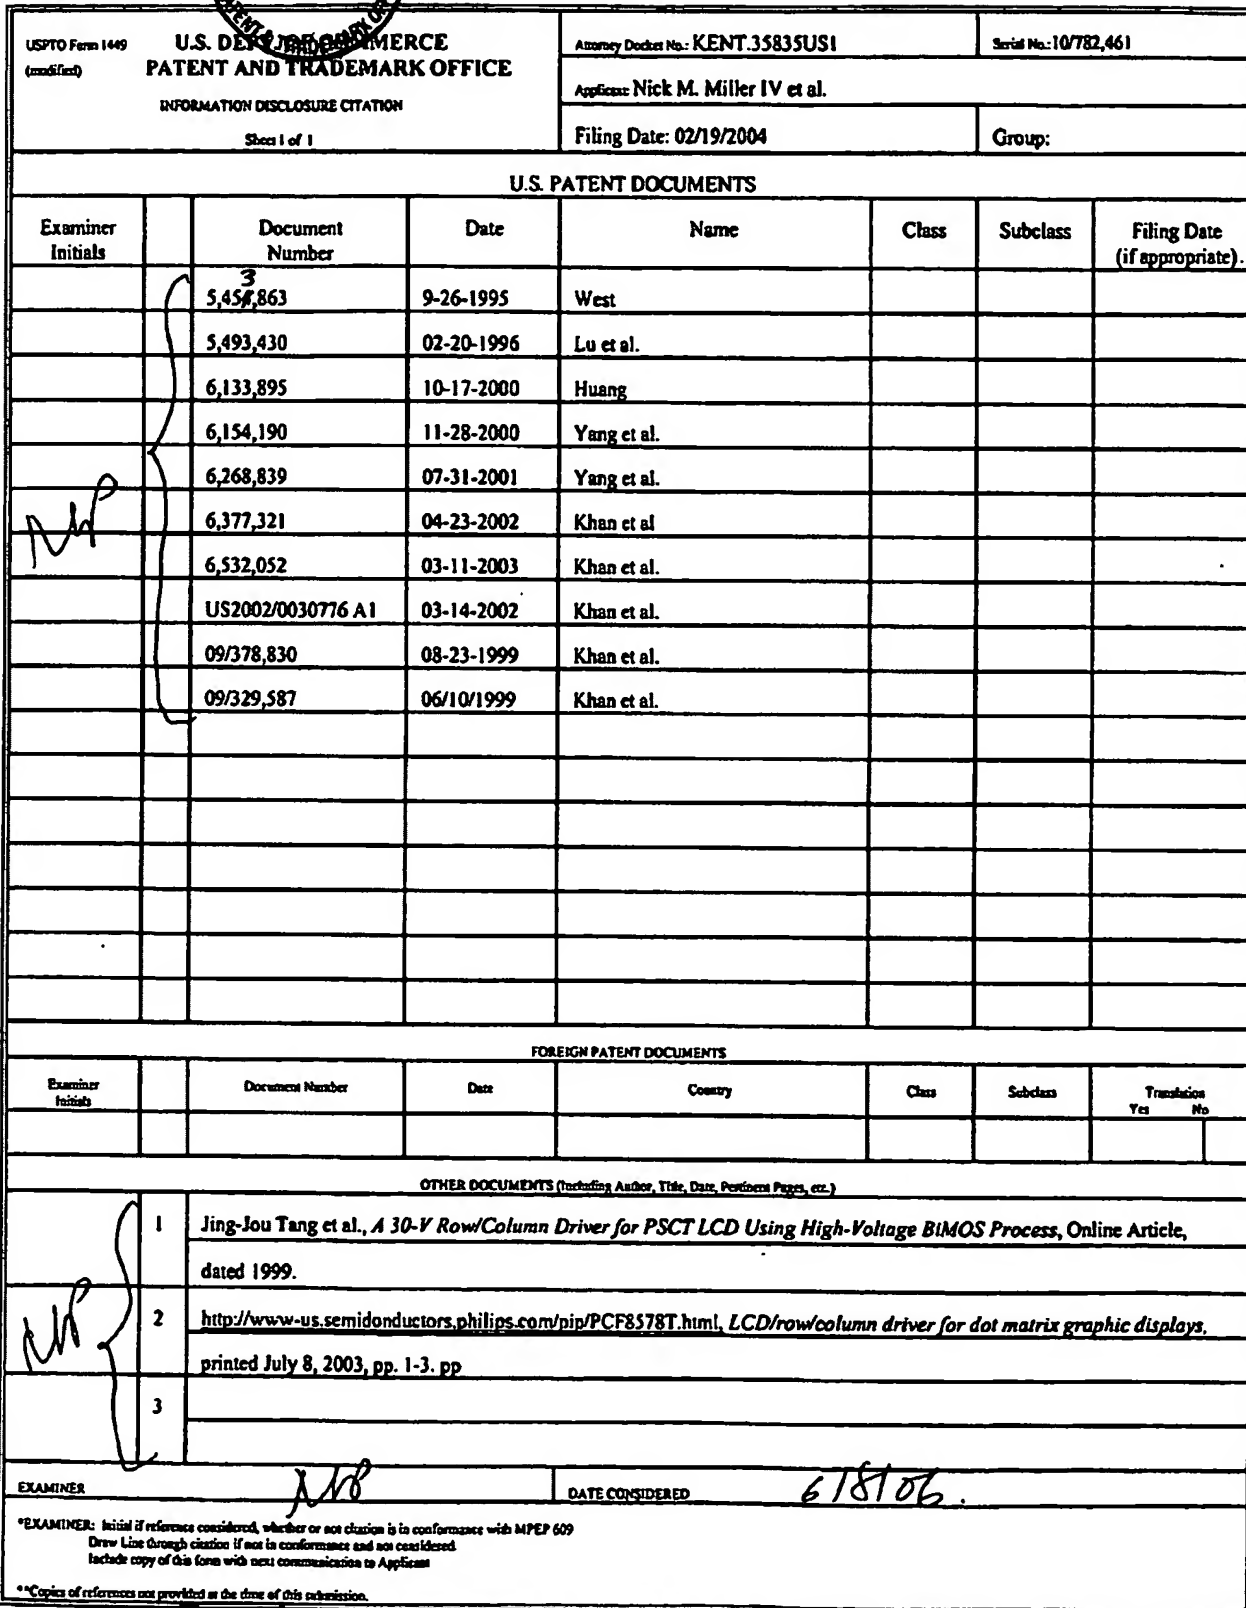 USPTO Form 1449
(modified)
U.S. DEPT. OF COMMERCE
PATENT AND TRADEMARK OFFICE
INFORMATION DISCLOSURE CITATION
Sheet 1 of 1
Attorney Docket No.: KENT.35835US1
Serial No.: 10/782,461
Applicant: Nick M. Miller IV et al.
Filing Date: 02/19/2004
Group:
U.S. PATENT DOCUMENTS
Examiner Initials
Document Number
Date
Name
Class
Subclass
Filing Date (if appropriate).
3
5,45 ,863 9-26-1995 West
5,493,430 02-20-1996 Lu et al.
6,133,895 10-17-2000 Huang
6,154,190 11-28-2000 Yang et al.
6,268,839 07-31-2001 Yang et al.
6,377,321 04-23-2002 Khan et al
6,532,052 03-11-2003 Khan et al.
US2002/0030776 A1 03-14-2002 Khan et al.
09/378,830 08-23-1999 Khan et al.
09/329,587 06/10/1999 Khan et al.
FOREIGN PATENT DOCUMENTS
Examiner Initials
Document Number
Date
Country
Class
Subclass
Translation
Yes No
OTHER DOCUMENTS (Including Author, Title, Date, Pertinent Pages, etc.)
1 Jing-Jou Tang et al., A 30-V Row/Column Driver for PSCT LCD Using High-Voltage BiMOS Process, Online Article,
dated 1999.
2 http://www-us.semidonductors.philips.com/pip/PCF8578T.html, LCD/row/column driver for dot matrix graphic displays,
printed July 8, 2003, pp. 1-3. pp
3
EXAMINER
DATE CONSIDERED 6/8/06.
*EXAMINER: Initial if reference considered, whether or not citation is in conformance with MPEP 609
Draw Line through citation if not in conformance and not considered.
Include copy of this form with next communication to Applicant
**Copies of references not provided at the time of this submission.